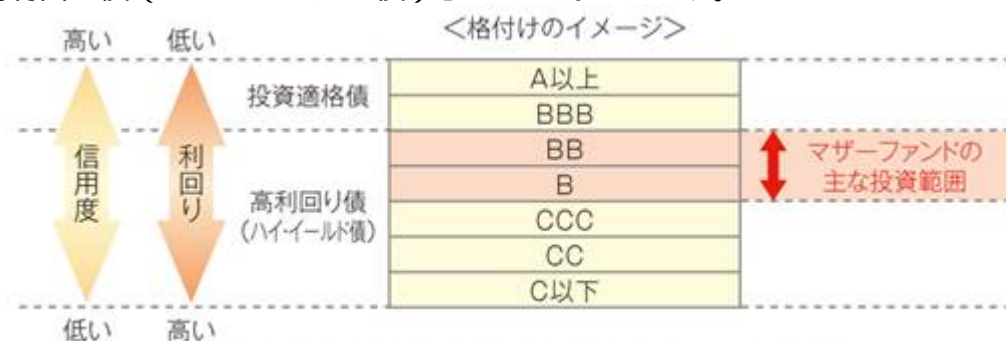 ＜格付けのイメージ＞
高い 低い
投資適格債
A以上
BBB
信用度
利回り
高利回り債
(ハイ・イールド債)
BB
B
CCC
CC
C以下
マザーファンドの
主な投資範囲
低い 高い